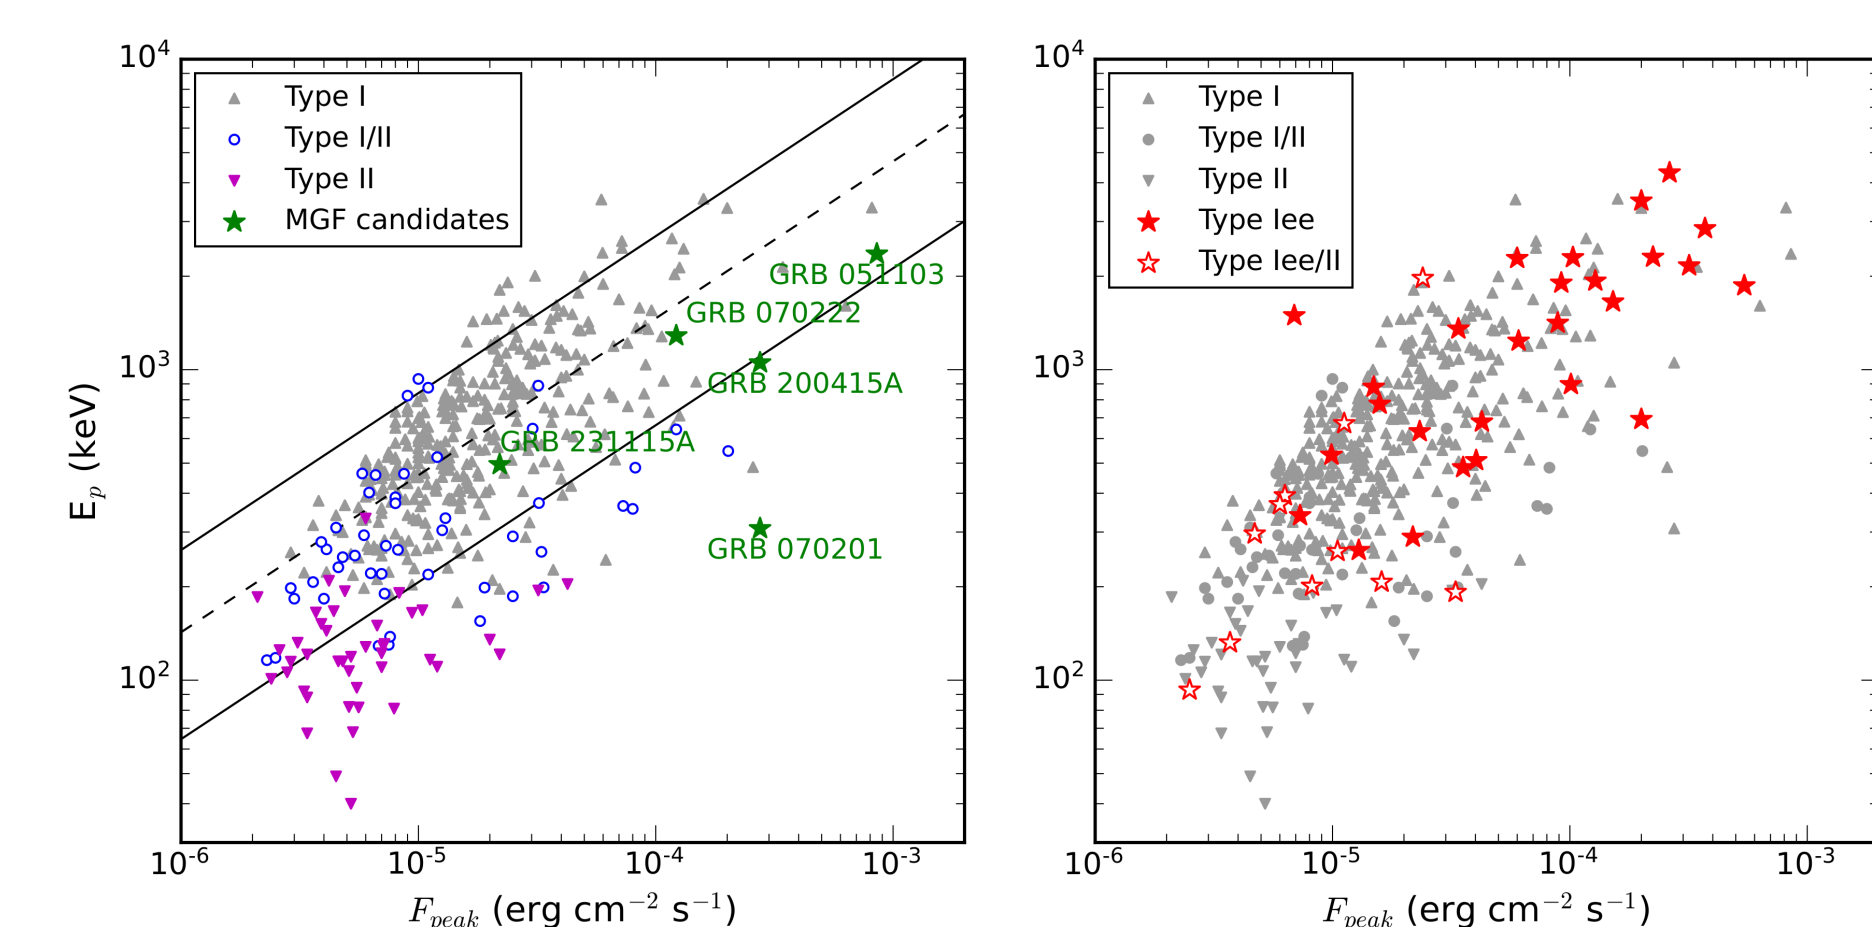 10^4
Type I
Type I/II
Type II
MGF candidates
GRB 051103
GRB 070222
10^3
GRB 200415A
GRB 231115A
GRB 070201
10^2
E_p (keV)
10^-6 10^-5 10^-4 10^-3
F_peak (erg cm^−2 s^−1)
10^4
Type I
Type I/II
Type II
Type Iee
Type Iee/II
10^3
10^2
10^-6 10^-5 10^-4 10^-3
F_peak (erg cm^−2 s^−1)